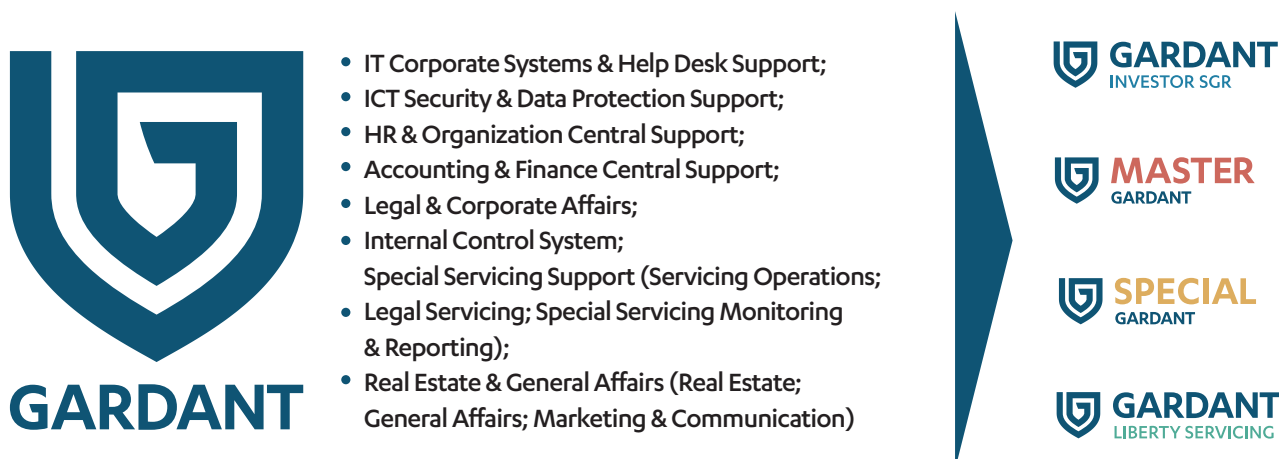 GARDANT
• IT Corporate Systems & Help Desk Support;
• ICT Security & Data Protection Support;
• HR & Organization Central Support;
• Accounting & Finance Central Support;
• Legal & Corporate Affairs;
• Internal Control System;
Special Servicing Support (Servicing Operations;
• Legal Servicing; Special Servicing Monitoring
& Reporting);
• Real Estate & General Affairs (Real Estate;
General Affairs; Marketing & Communication)
GARDANT
INVESTOR SGR
MASTER
GARDANT
SPECIAL
GARDANT
GARDANT
LIBERTY SERVICING